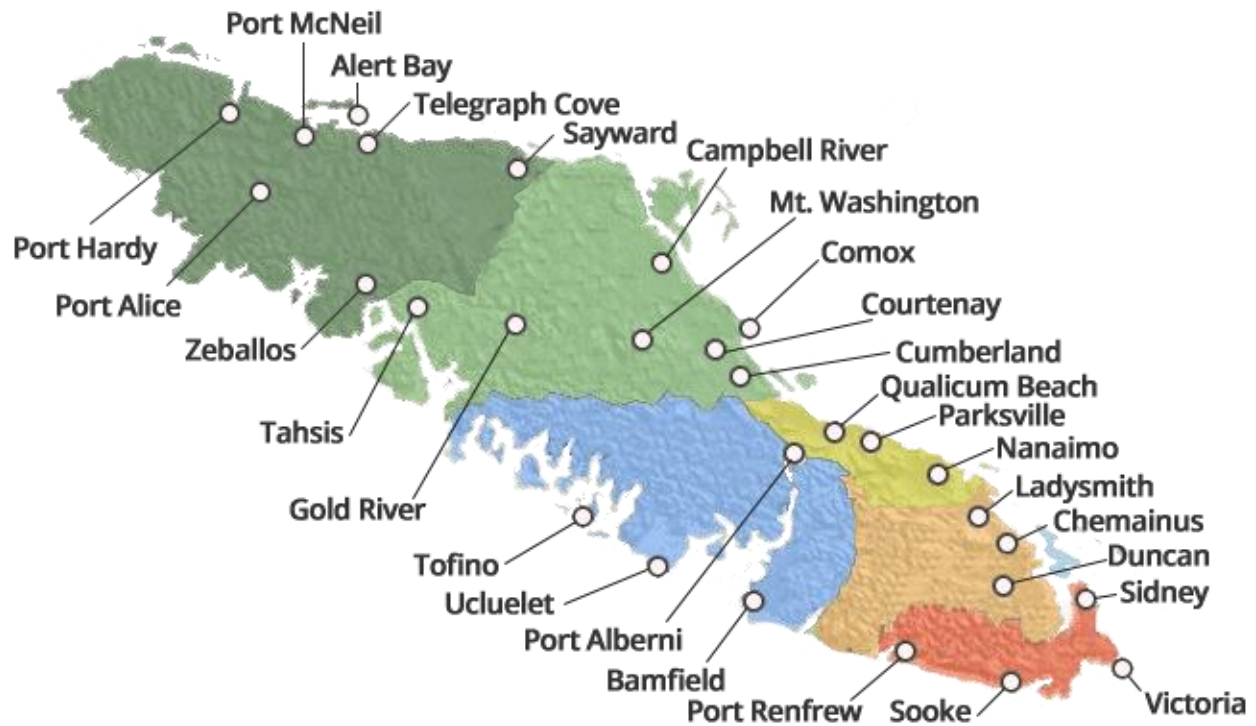 Port McNeil
Alert Bay
Telegraph Cove
Sayward
Campbell River
Mt. Washington
Port Hardy
Comox
Port Alice
Courtenay
Zeballos
Cumberland
Qualicum Beach
Parksville
Tahsis
Nanaimo
Ladysmith
Gold River
Chemainus
Duncan
Tofino
Sidney
Ucluelet
Port Alberni
Bamfield
Port Renfrew
Sooke
Victoria